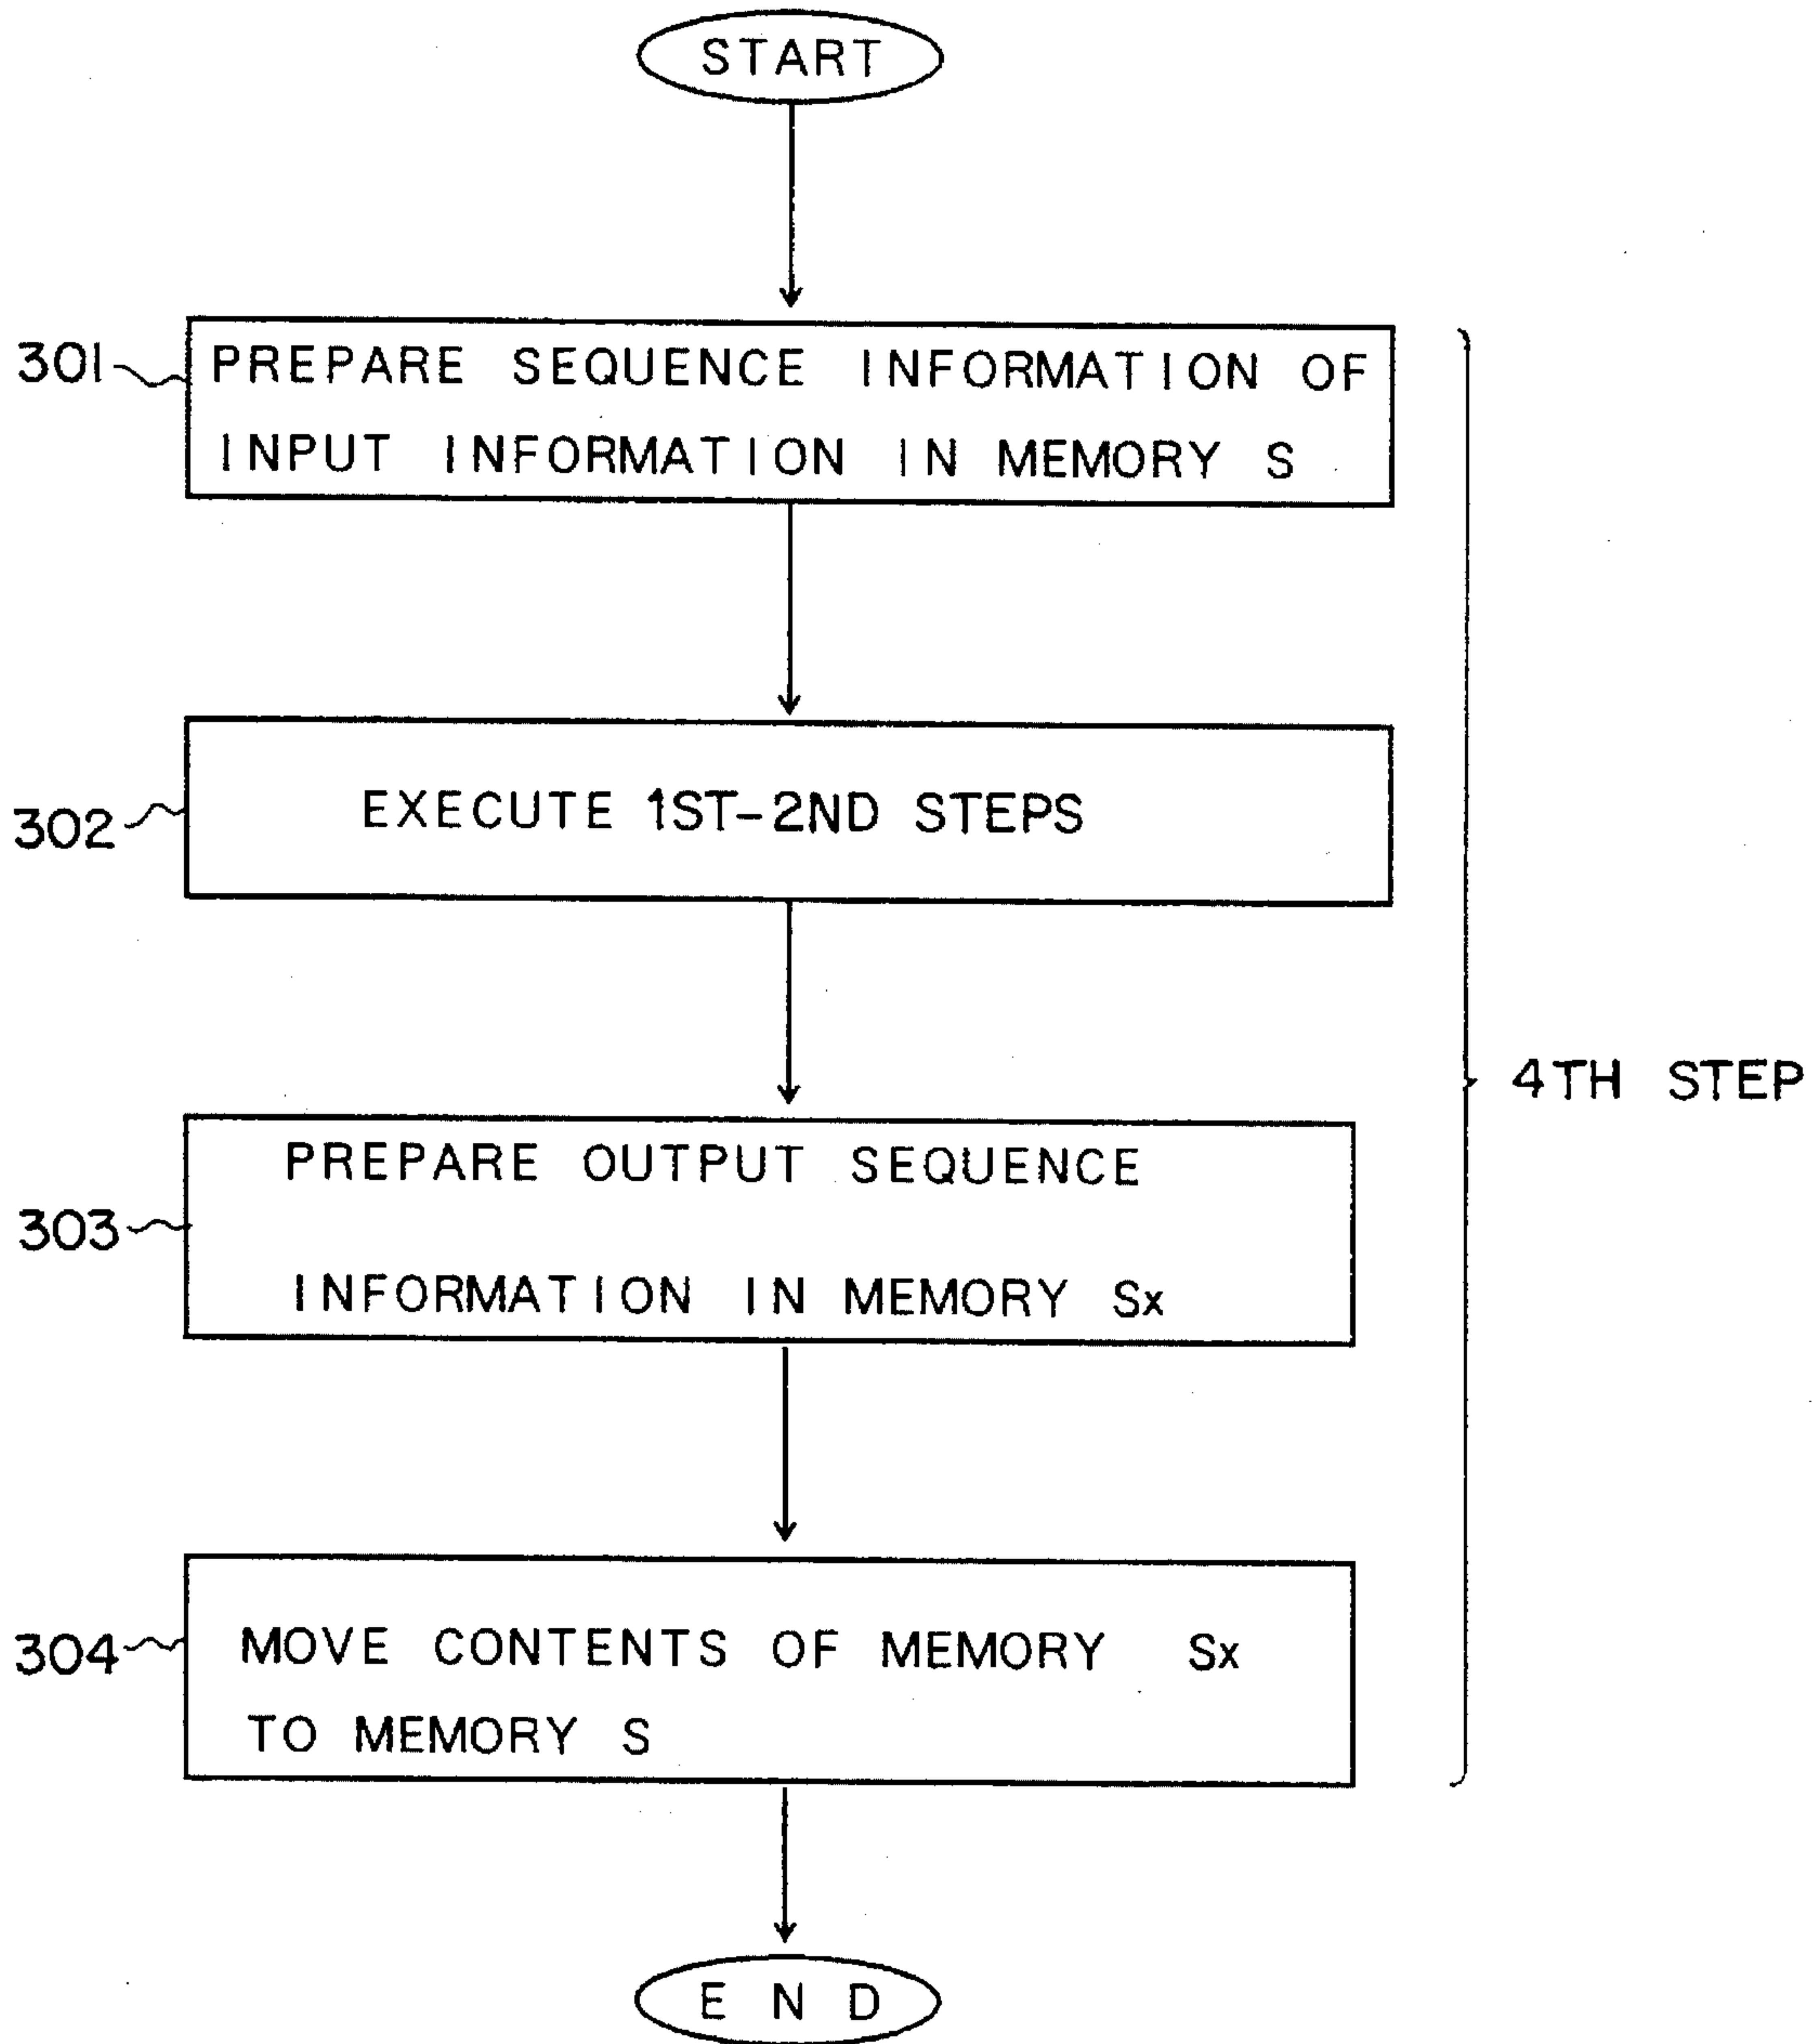 START
301
PREPARE SEQUENCE INFORMATION OF
INPUT INFORMATION IN MEMORY S
302
EXECUTE 1ST-2ND STEPS
303
PREPARE OUTPUT SEQUENCE
INFORMATION IN MEMORY Sx
4TH STEP
304
MOVE CONTENTS OF MEMORY Sx
TO MEMORY S
END